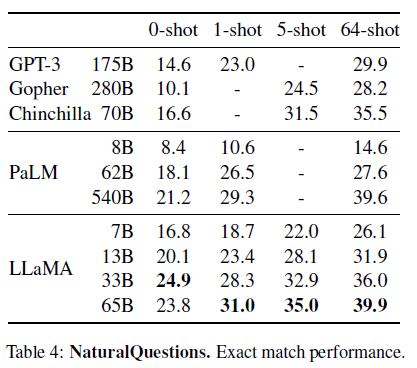 0-shot 1-shot 5-shot 64-shot
GPT-3 175B 14.6 23.0 - 29.9
Gopher 280B 10.1 - 24.5 28.2
Chinchilla 70B 16.6 - 31.5 35.5
8B 8.4 10.6 - 14.6
PaLM 62B 18.1 26.5 - 27.6
540B 21.2 29.3 - 39.6
7B 16.8 18.7 22.0 26.1
13B 20.1 23.4 28.1 31.9
LLaMA
33B 24.9 28.3 32.9 36.0
65B 23.8 31.0 35.0 39.9
Table 4: NaturalQuestions. Exact match performance.